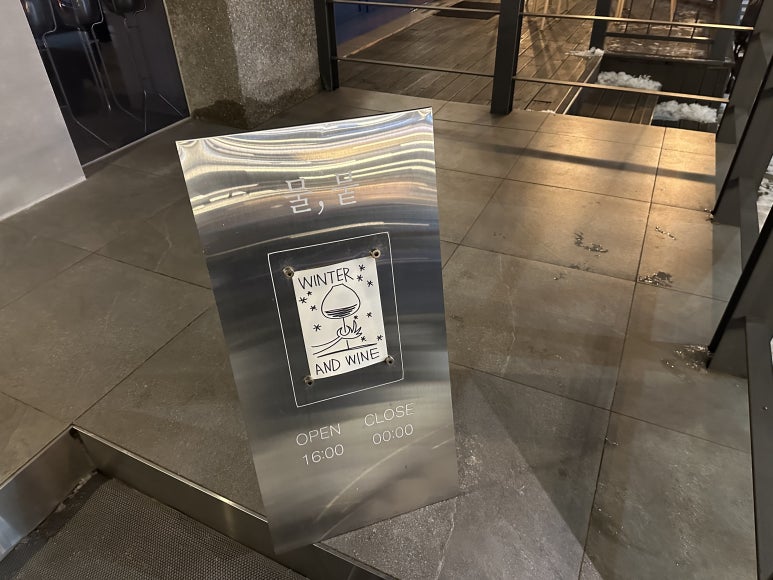 WINTER
AND WINE
OPEN CLOSE
16:00 00:00